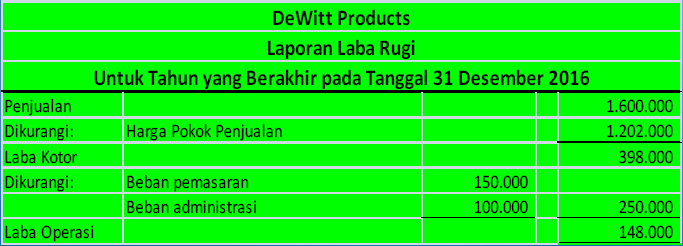 DeWitt Products
Laporan Laba Rugi
Untuk Tahun yang Berakhir pada Tanggal 31 Desember 2016
Penjualan 1.600.000
Dikurangi: Harga Pokok Penjualan 1.202.000
Laba Kotor 398.000
Dikurangi: Beban pemasaran 150.000
Beban administrasi 100.000 250.000
Laba Operasi 148.000